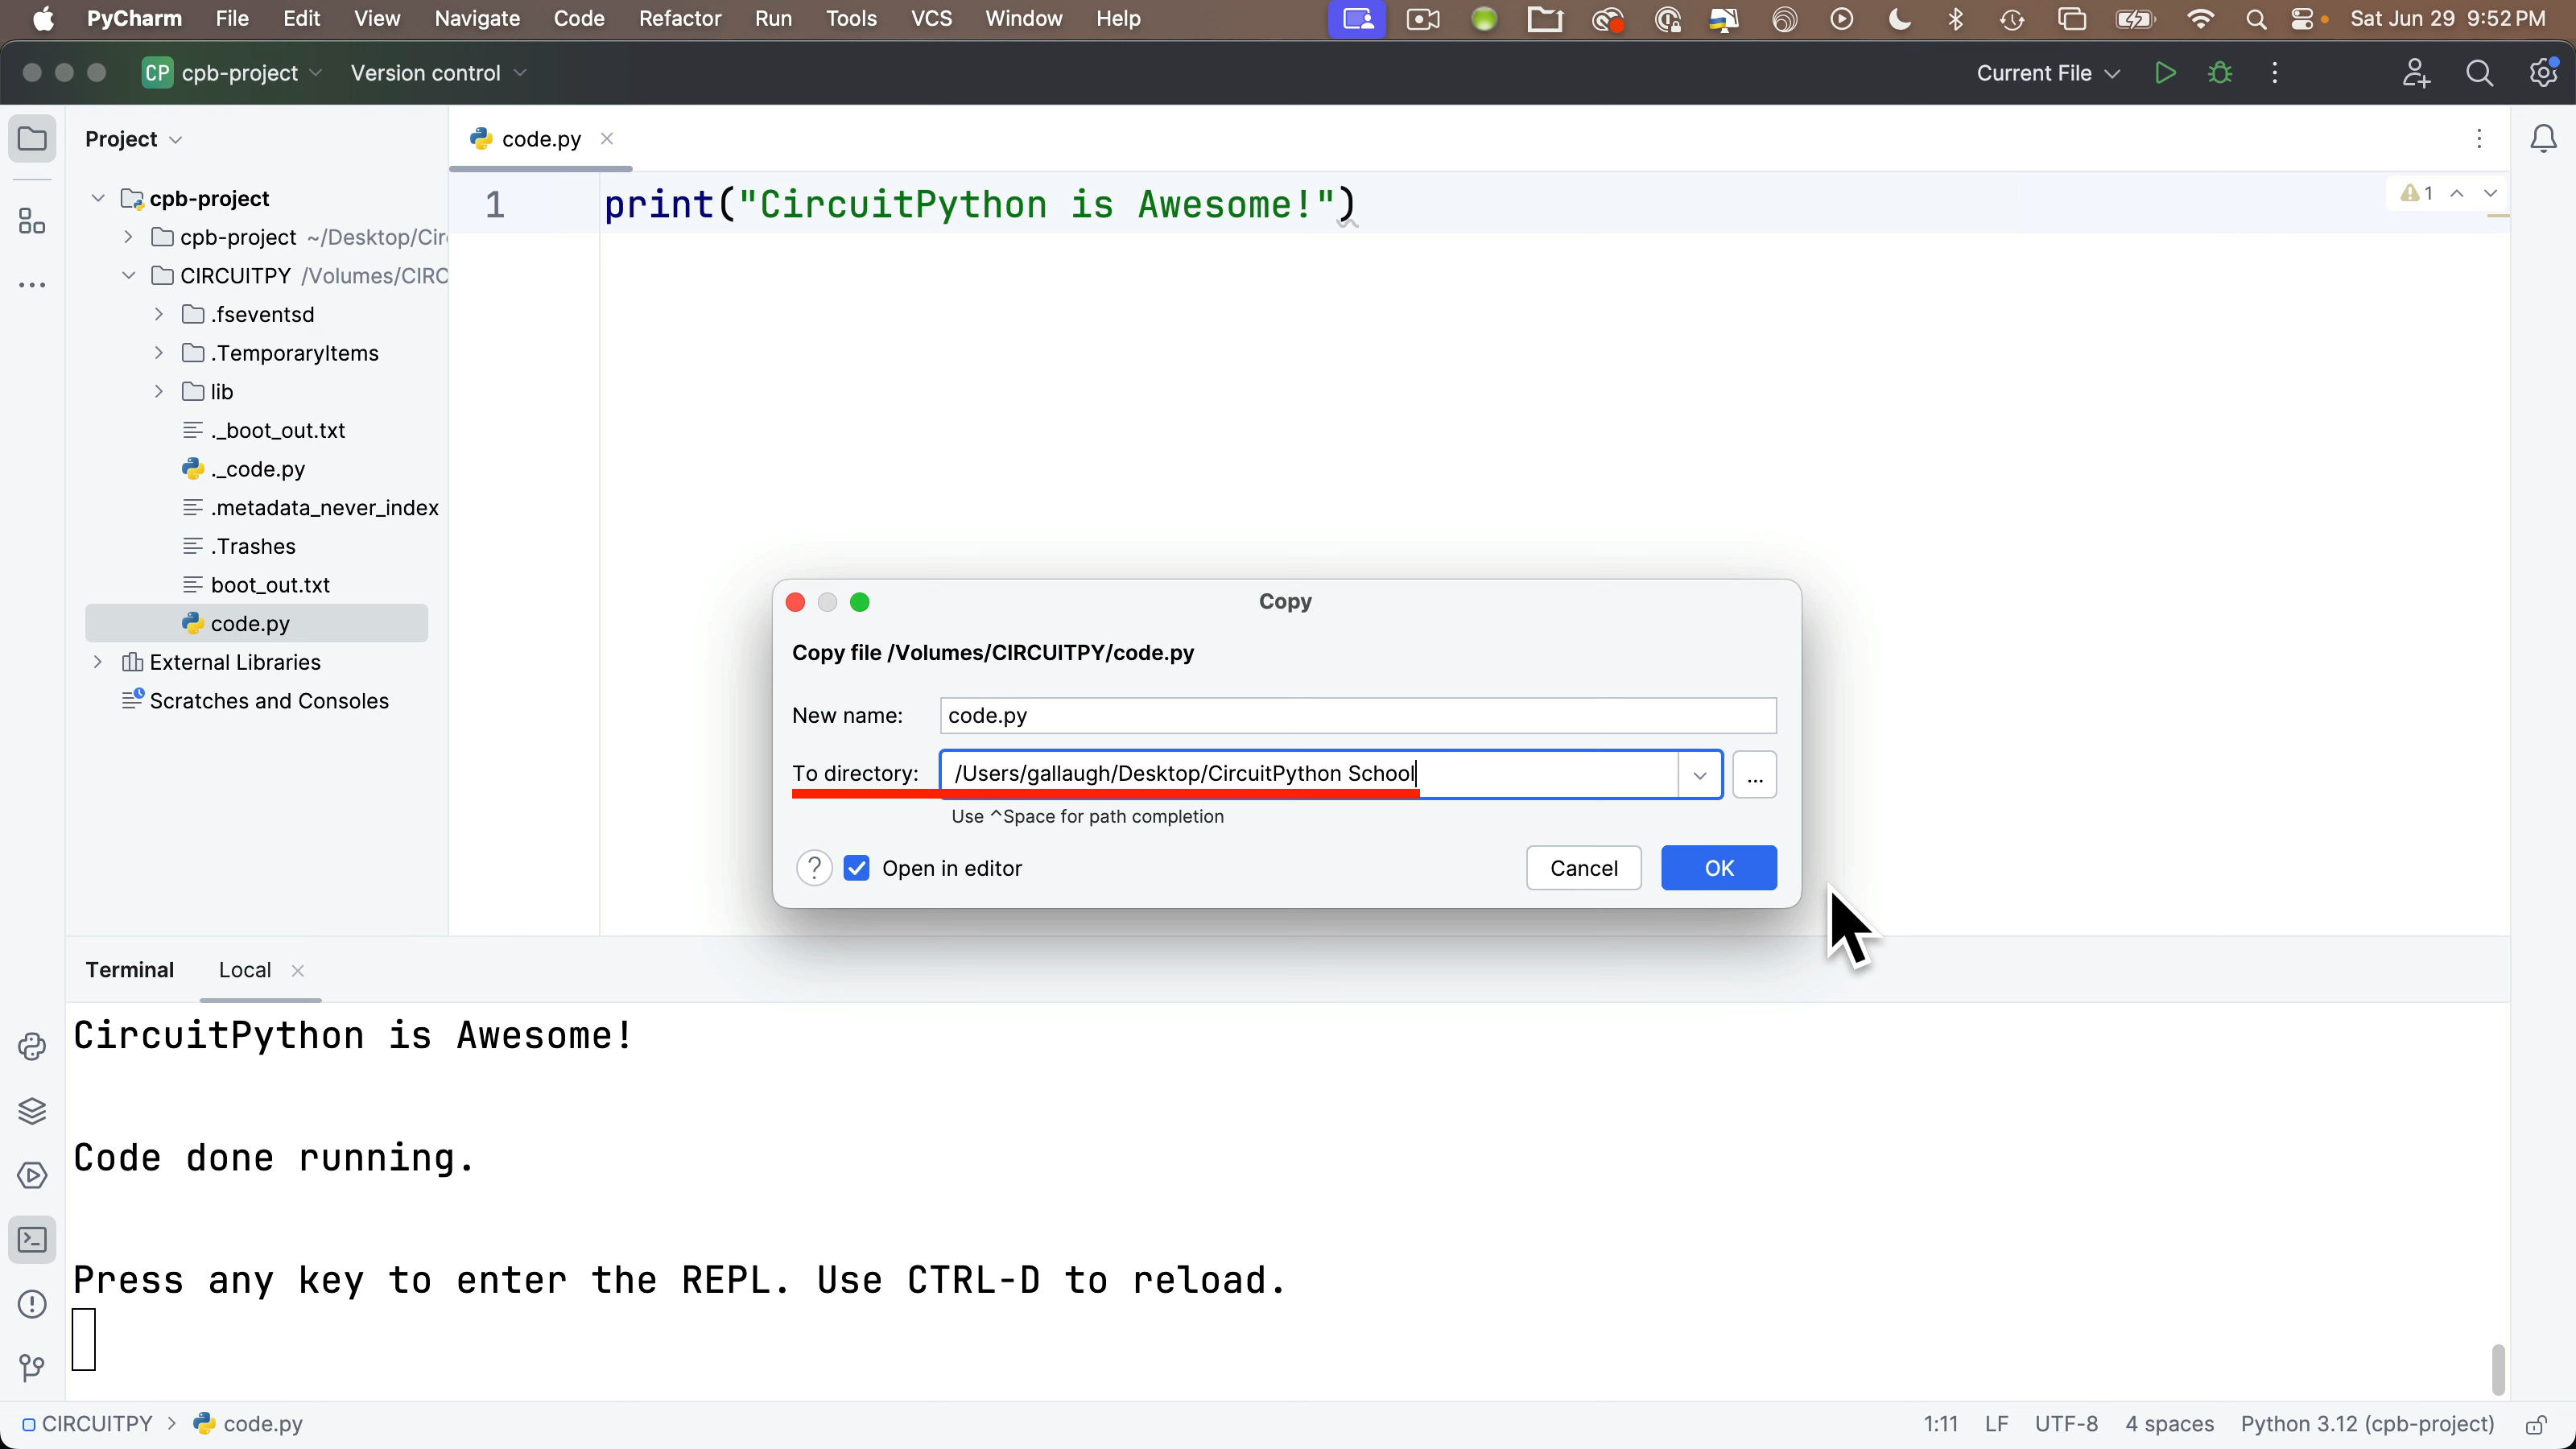 PyCharm File Edit View Navigate Code Refactor Run Tools VCS Window Help Sat Jun 29 9:52 PM
CP cpb-project Version control Current File
Project code.py
1 print("CircuitPython is Awesome!") 1
cpb-project
cpb-project ~/Desktop/Cir
CIRCUITPY /Volumes/CIRC
.fseventsd
.TemporaryItems
lib
._boot_out.txt
._code.py
.metadata_never_index
.Trashes
boot_out.txt
code.py
External Libraries
Scratches and Consoles
Copy
Copy file /Volumes/CIRCUITPY/code.py
New name: code.py
To directory: /Users/gallaugh/Desktop/CircuitPython School ...
Use ^Space for path completion
? Open in editor Cancel OK
Terminal Local
CircuitPython is Awesome!
Code done running.
Press any key to enter the REPL. Use CTRL-D to reload.
CIRCUITPY > code.py 1:11 LF UTF-8 4 spaces Python 3.12 (cpb-project)